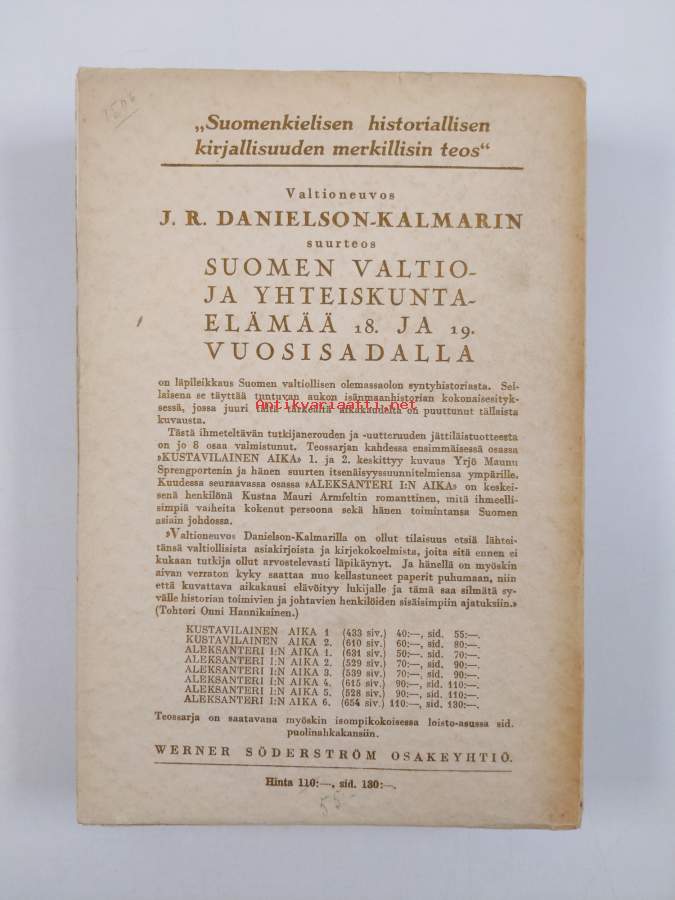 1506
„Suomenkielisen historiallisen
kirjallisuuden merkillisin teos“
Valtioneuvos
J. R. DANIELSON-KALMARIN
suurteos
SUOMEN VALTIO-
JA YHTEISKUNTA-
ELÄMÄÄ 18. JA 19.
VUOSISADALLA
on läpileikkaus Suomen valtiollisen olemassaolon syntyhistoriasta. Sel-
laisena se täyttää tuntuvan aukon isänmaanhistorian kokonaisesityk-
sessä, jossa juuri tältä tärkeältä aikakaudelta on puuttunut tällaista
Antikvariaatti.net
kuvausta.
Tästä ihmeteltävän tutkijanerouden ja -uutteruuden jättiläistuotteesta
on jo 8 osaa valmistunut. Teossarjan kahdessa ensimmäisessä osassa
»KUSTAVILAINEN AIKA» 1. ja 2. keskittyy kuvaus Yrjö Maunu
Sprengportenin ja hänen suurten itsenäisyyssuunnitelmiensa ympärille.
Kuudessa seuraavassa osassa »ALEKSANTERI I:N AIKA» on keskei-
senä henkilönä Kustaa Mauri Armfeltin romanttinen, mitä ihmeelli-
simpiä vaiheita kokenut persoona sekä hänen toimintansa Suomen
asiain johdossa.
»Valtioneuvos Danielson-Kalmarilla on ollut tilaisuus etsiä lähtei-
tänsä valtiollisista asiakirjoista ja kirjekokoelmista, joita sitä ennen ei
kukaan tutkija ollut arvostelevasti läpikäynyt. Ja hänellä on myöskin
aivan verraton kyky saattaa nuo kellastuneet paperit puhumaan, niin
että kuvattava aikakausi elävöityy lukijalle ja tämä saa silmätä sy-
välle historian toimivien ja johtavien henkilöiden sisäisimpiin ajatuksiin.»
(Tohtori Onni Hannikainen.)
KUSTAVILAINEN AIKA 1 (433 siv.) 40:—, sid. 55:—.
KUSTAVILAINEN AIKA 2. (610 siv.) 60:—, sid. 80:—.
ALEKSANTERI I:N AIKA 1. (631 siv.) 50:—, sid. 70:—.
ALEKSANTERI I:N AIKA 2. (529 siv.) 70:—, sid. 90:—.
ALEKSANTERI I:N AIKA 3. (539 siv.) 70:—, sid. 90:—.
ALEKSANTERI I:N AIKA 4. (615 siv.) 90:—, sid. 110:—.
ALEKSANTERI I:N AIKA 5. (528 siv.) 90:—, sid. 110:—.
ALEKSANTERI I:N AIKA 6. (654 siv.) 110:—, sid. 130:—.
Teossarja on saatavana myöskin isompikokoisessa loisto-asussa sid.
puolinahkakansiin.
WERNER SÖDERSTRÖM OSAKEYHTIÖ.
Hinta 110:—, sid. 130:—.
55:-